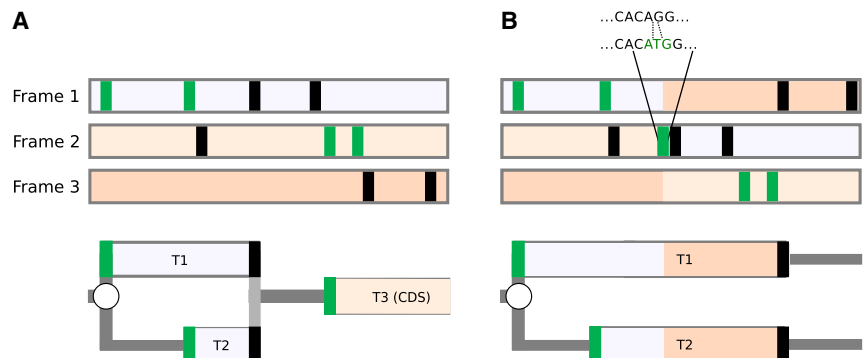 A
B
...CACAGG...
...CACATGG...
Frame 1
Frame 2
Frame 3
T1
T3 (CDS)
T2
T1
T2